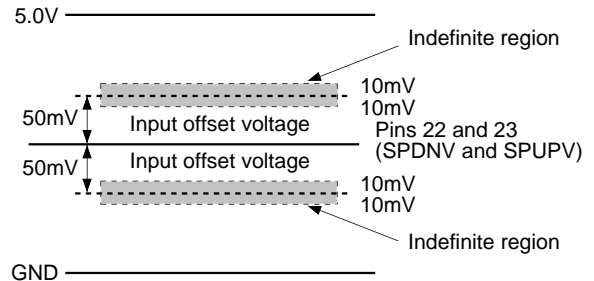 5.0V
Indefinite region
10mV
10mV
50mV
Input offset voltage
Pins 22 and 23
(SPDNV and SPUPV)
Input offset voltage
50mV
10mV
10mV
Indefinite region
GND